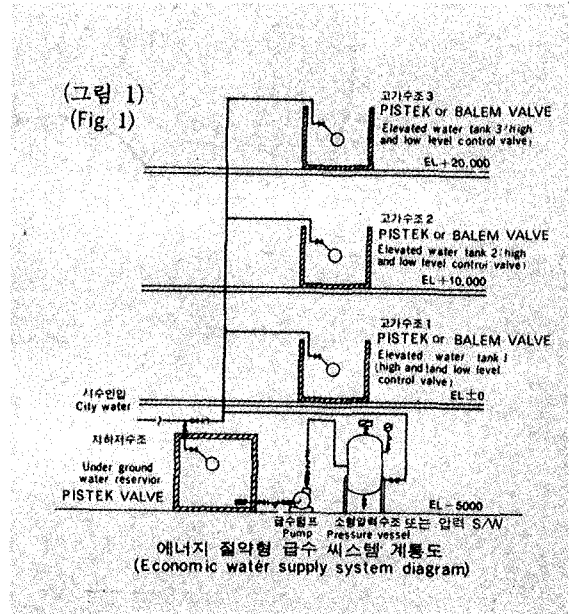 (그림 1)
(Fig. 1)
고가수조 3
PISTEK or BALEM VALVE
Elevated water tank 3 (high
and low level control valve)
EL+20,000
고가수조 2
PISTEK or BALEM VALVE
Elevated water tank 2 (high
and low level control valve)
EL+10,000
고가수조 1
PISTEK or BALEM VALVE
Elevated water tank 1
(high and land low level
control valve)
EL±0
시수인입
City water
지하저수조
Under ground
water reservior
PISTEK VALVE
EL-5000
급수펌프
Pump
소형압력수조 또는 압력 S/W
Pressure vessel
에너지 절약형 급수 씨스템 계통도
(Economic water supply system diagram)